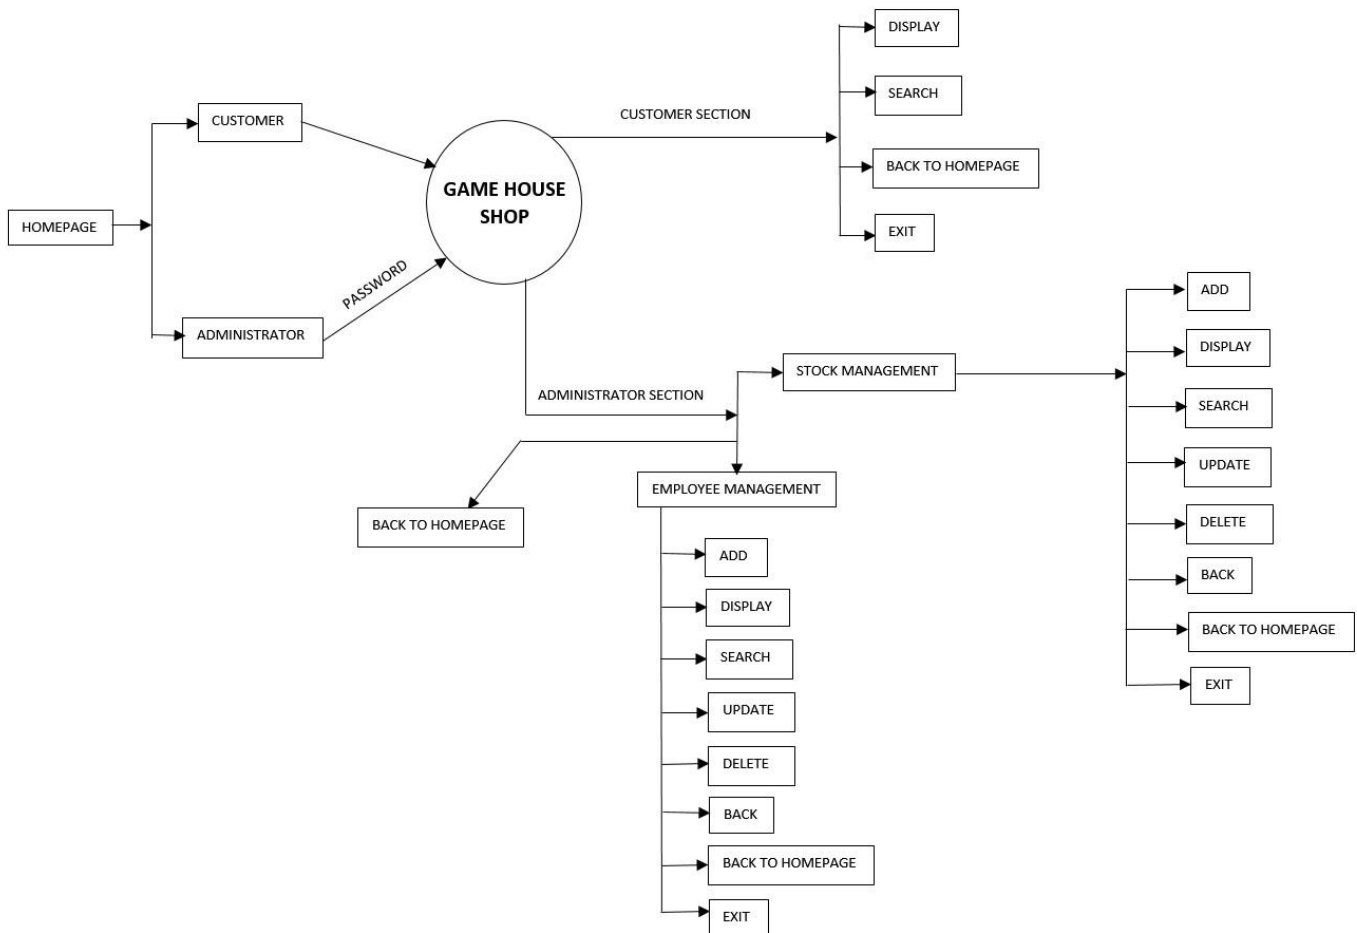 HOMEPAGE
CUSTOMER
ADMINISTRATOR
PASSWORD
GAME HOUSE
SHOP
CUSTOMER SECTION
DISPLAY
SEARCH
BACK TO HOMEPAGE
EXIT
ADMINISTRATOR SECTION
BACK TO HOMEPAGE
STOCK MANAGEMENT
ADD
DISPLAY
SEARCH
UPDATE
DELETE
BACK
BACK TO HOMEPAGE
EXIT
EMPLOYEE MANAGEMENT
ADD
DISPLAY
SEARCH
UPDATE
DELETE
BACK
BACK TO HOMEPAGE
EXIT